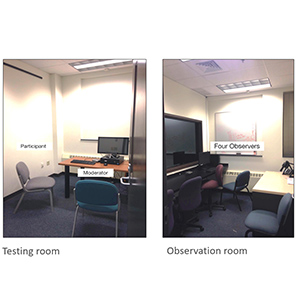 Participant
Moderator
Four Observers
Testing room
Observation room